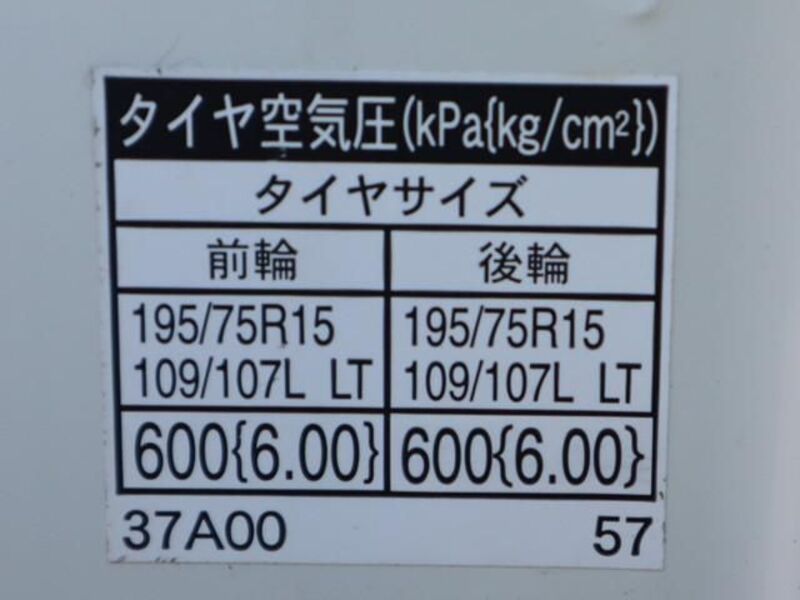 タイヤ空気圧(kPa{kg/cm²})
タイヤサイズ
前輪 後輪
195/75R15 195/75R15
109/107L LT 109/107L LT
600{6.00} 600{6.00}
37A00 57